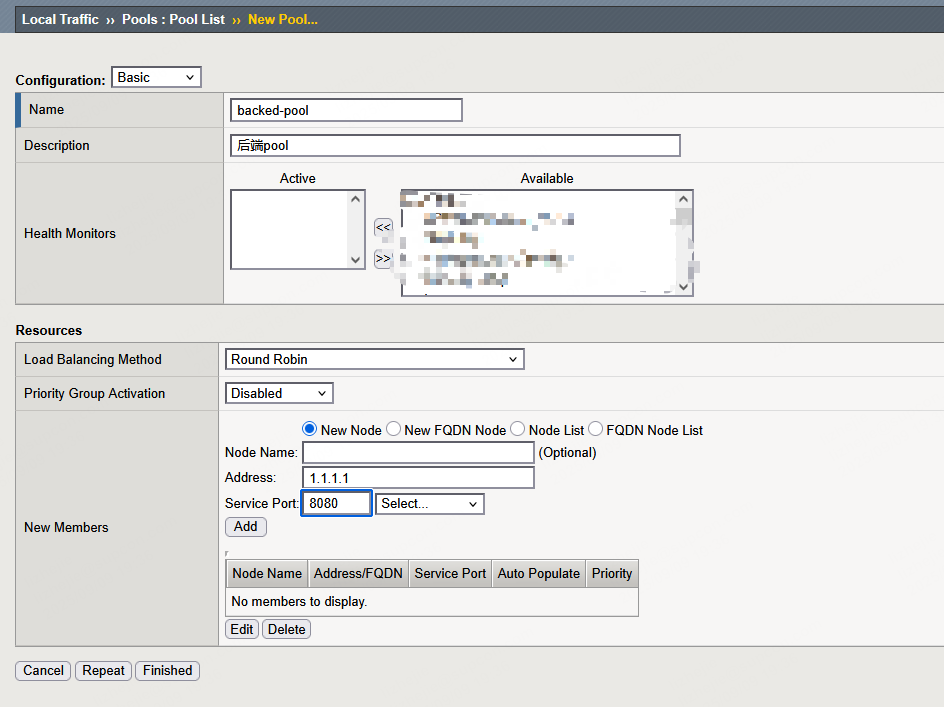 Local Traffic ›› Pools : Pool List ›› New Pool...
Configuration: Basic
Name backed-pool
Description 后端pool
Active Available
Health Monitors << >>
Resources
Load Balancing Method Round Robin
Priority Group Activation Disabled
New Members
New Node New FQDN Node Node List FQDN Node List
Node Name: (Optional)
Address: 1.1.1.1
Service Port: 8080 Select...
Add
Node Name Address/FQDN Service Port Auto Populate Priority
No members to display.
Edit Delete
Cancel Repeat Finished